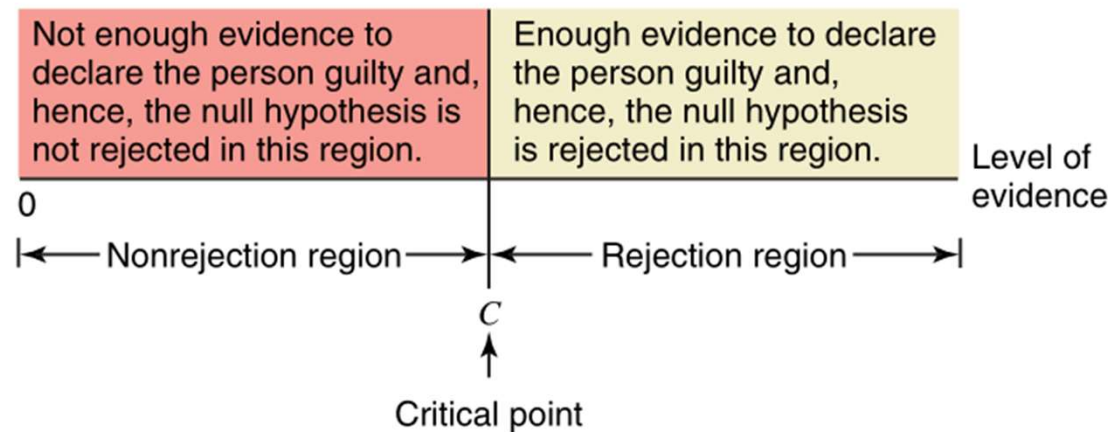 Not enough evidence to
declare the person guilty and,
hence, the null hypothesis is
not rejected in this region.
Enough evidence to declare
the person guilty and,
hence, the null hypothesis
is rejected in this region.
Level of
evidence
0
Nonrejection region
Rejection region
C
Critical point